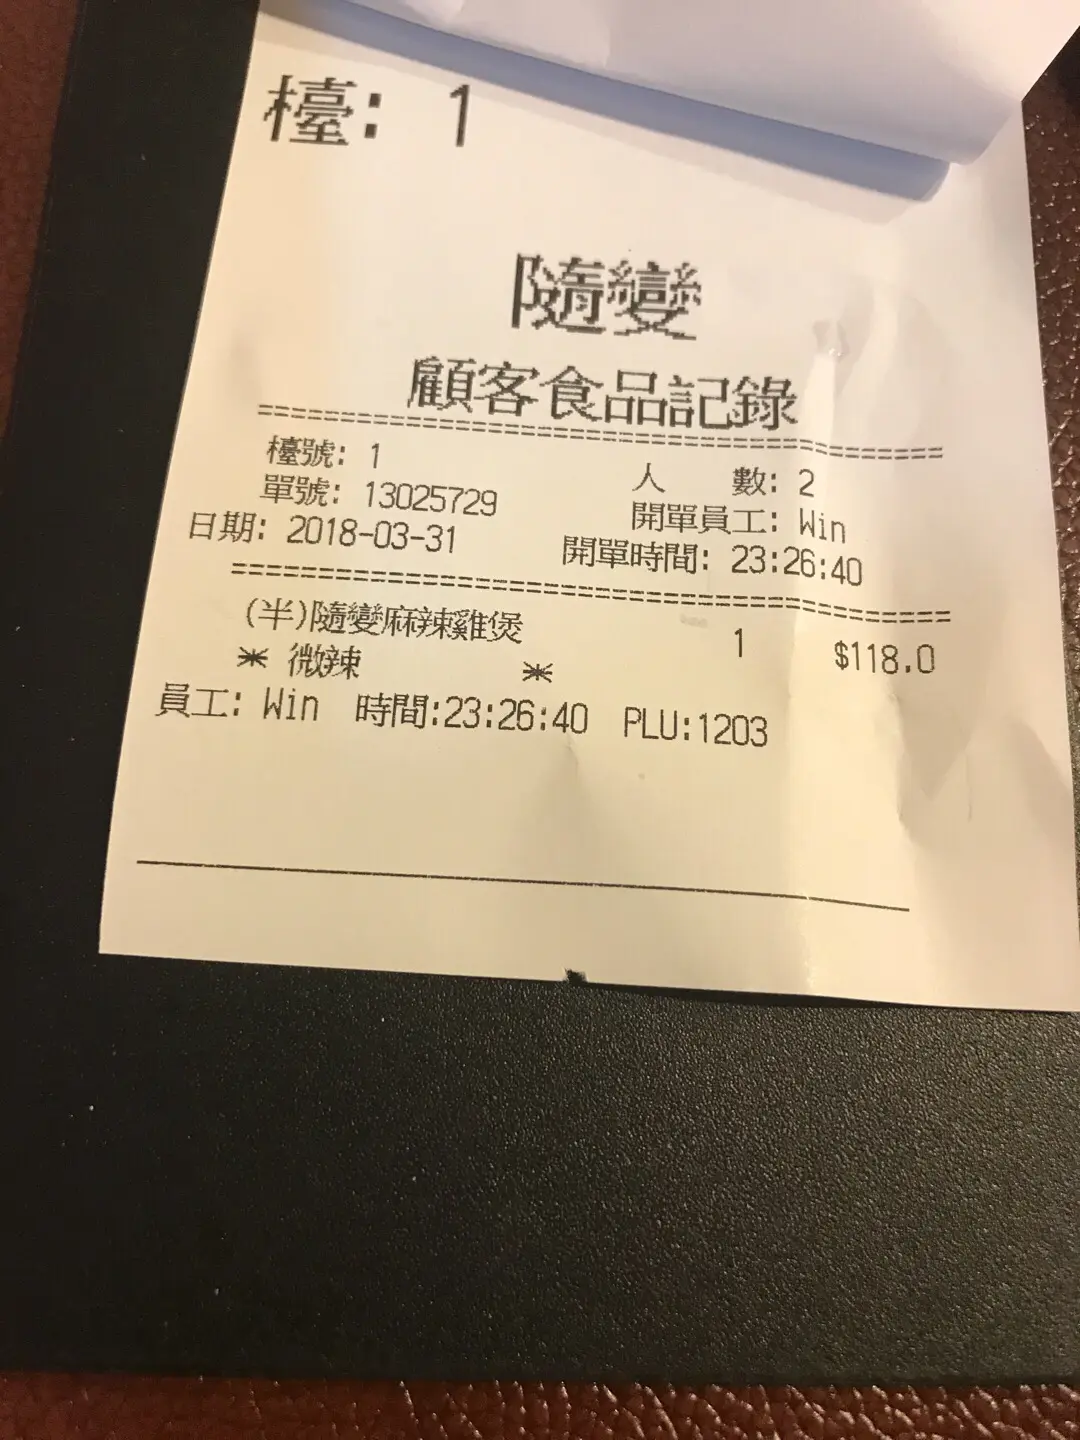 檯: 1
隨變
顧客食品記錄
檯號: 1 人 數: 2
單號: 13025729 開單員工: Win
日期: 2018-03-31 開單時間: 23:26:40
(半)隨變麻辣雞煲 1 $118.0
* 微辣 *
員工: Win 時間:23:26:40 PLU:1203